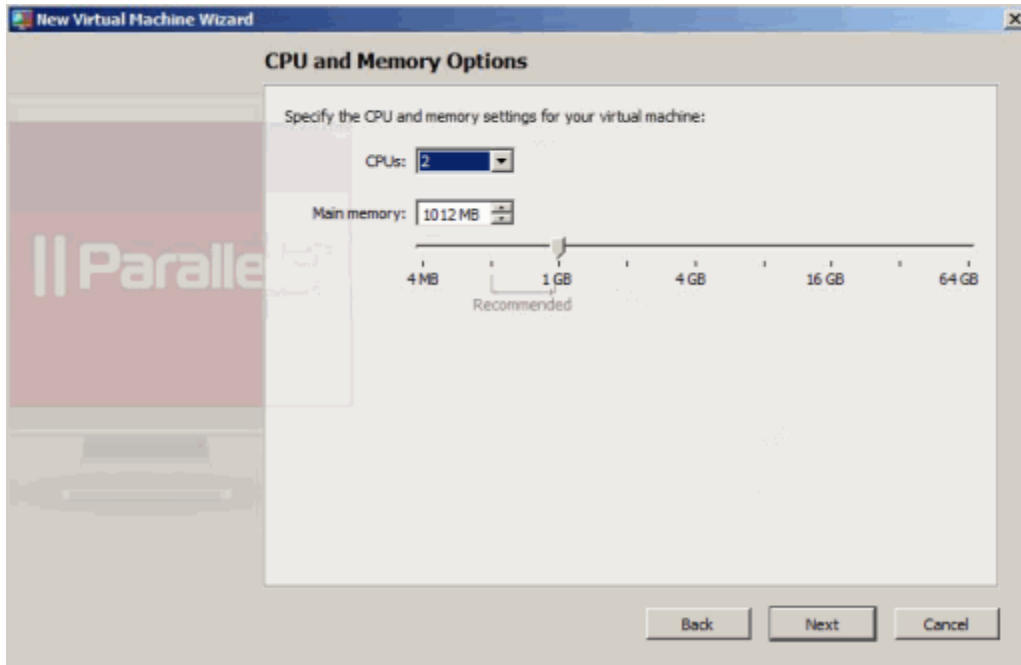 New Virtual Machine Wizard
CPU and Memory Options
Specify the CPU and memory settings for your virtual machine:
CPUs: 2
Main memory: 1012 MB
4 MB 1 GB 4 GB 16 GB 64 GB
Recommended
|| Paralle
Back Next Cancel